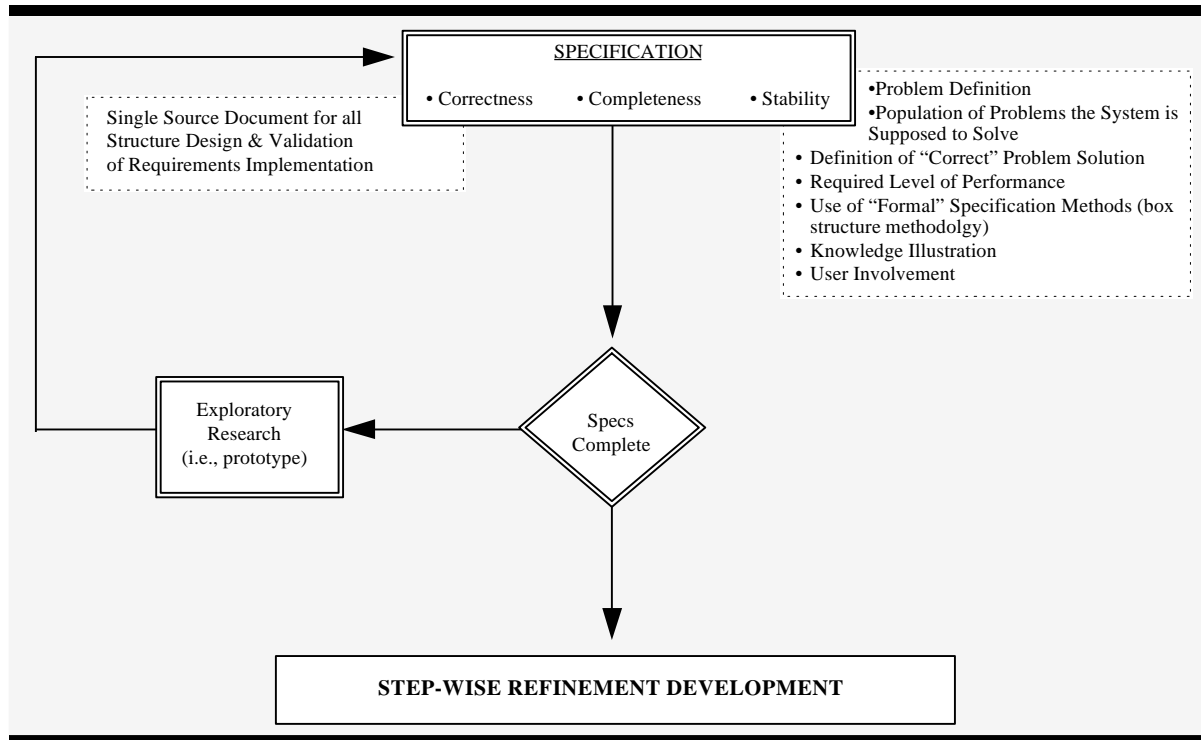 SPECIFICATION
• Correctness • Completeness • Stability
Single Source Document for all
Structure Design & Validation
of Requirements Implementation
•Problem Definition
•Population of Problems the System is
Supposed to Solve
• Definition of “Correct” Problem Solution
• Required Level of Performance
• Use of “Formal” Specification Methods (box
structure methodolgy)
• Knowledge Illustration
• User Involvement
Specs
Complete
Exploratory
Research
(i.e., prototype)
STEP-WISE REFINEMENT DEVELOPMENT